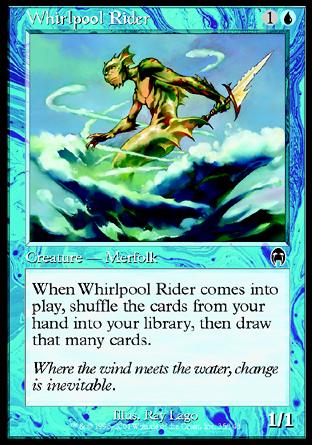 Whirlpool Rider 1
Creature — Merfolk
When Whirlpool Rider comes into
play, shuffle the cards from your
hand into your library, then draw
that many cards.
Where the wind meets the water, change
is inevitable.
Illus. Ray Lago
1/1